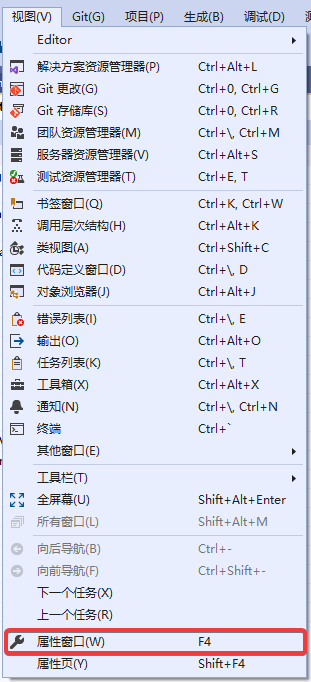 视图(V) Git(G) 项目(P) 生成(B) 调试(D)
Editor
解决方案资源管理器(P) Ctrl+Alt+L
Git 更改(G) Ctrl+0, Ctrl+G
Git 存储库(S) Ctrl+0, Ctrl+R
团队资源管理器(M) Ctrl+\, Ctrl+M
服务器资源管理器(V) Ctrl+Alt+S
测试资源管理器(T) Ctrl+E, T
书签窗口(Q) Ctrl+K, Ctrl+W
调用层次结构(H) Ctrl+Alt+K
类视图(A) Ctrl+Shift+C
代码定义窗口(D) Ctrl+\, D
对象浏览器(J) Ctrl+Alt+J
错误列表(I) Ctrl+\, E
输出(O) Ctrl+Alt+O
任务列表(K) Ctrl+\, T
工具箱(X) Ctrl+Alt+X
通知(N) Ctrl+\, Ctrl+N
终端 Ctrl+`
其他窗口(E)
工具栏(T)
全屏幕(U) Shift+Alt+Enter
所有窗口(L) Shift+Alt+M
向后导航(B) Ctrl+-
向前导航(F) Ctrl+Shift+-
下一个任务(X)
上一个任务(R)
属性窗口(W) F4
属性页(Y) Shift+F4